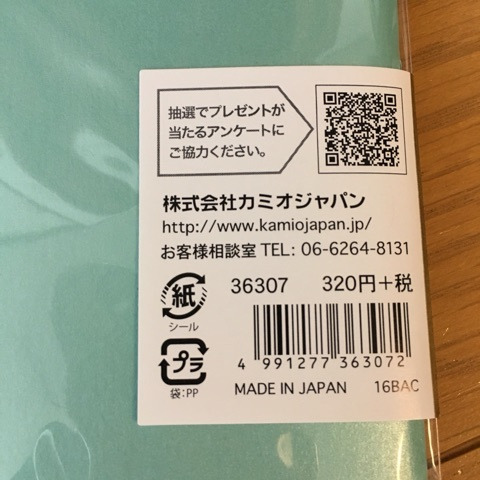 抽選でプレゼントが
当たるアンケートに
ご協力ください。
株式会社カミオジャパン
http://www.kamiojapan.jp/
お客様相談室 TEL: 06-6264-8131
紙 36307 320円+税
シール
プラ
4 991277 363072
袋:PP MADE IN JAPAN 16BAC